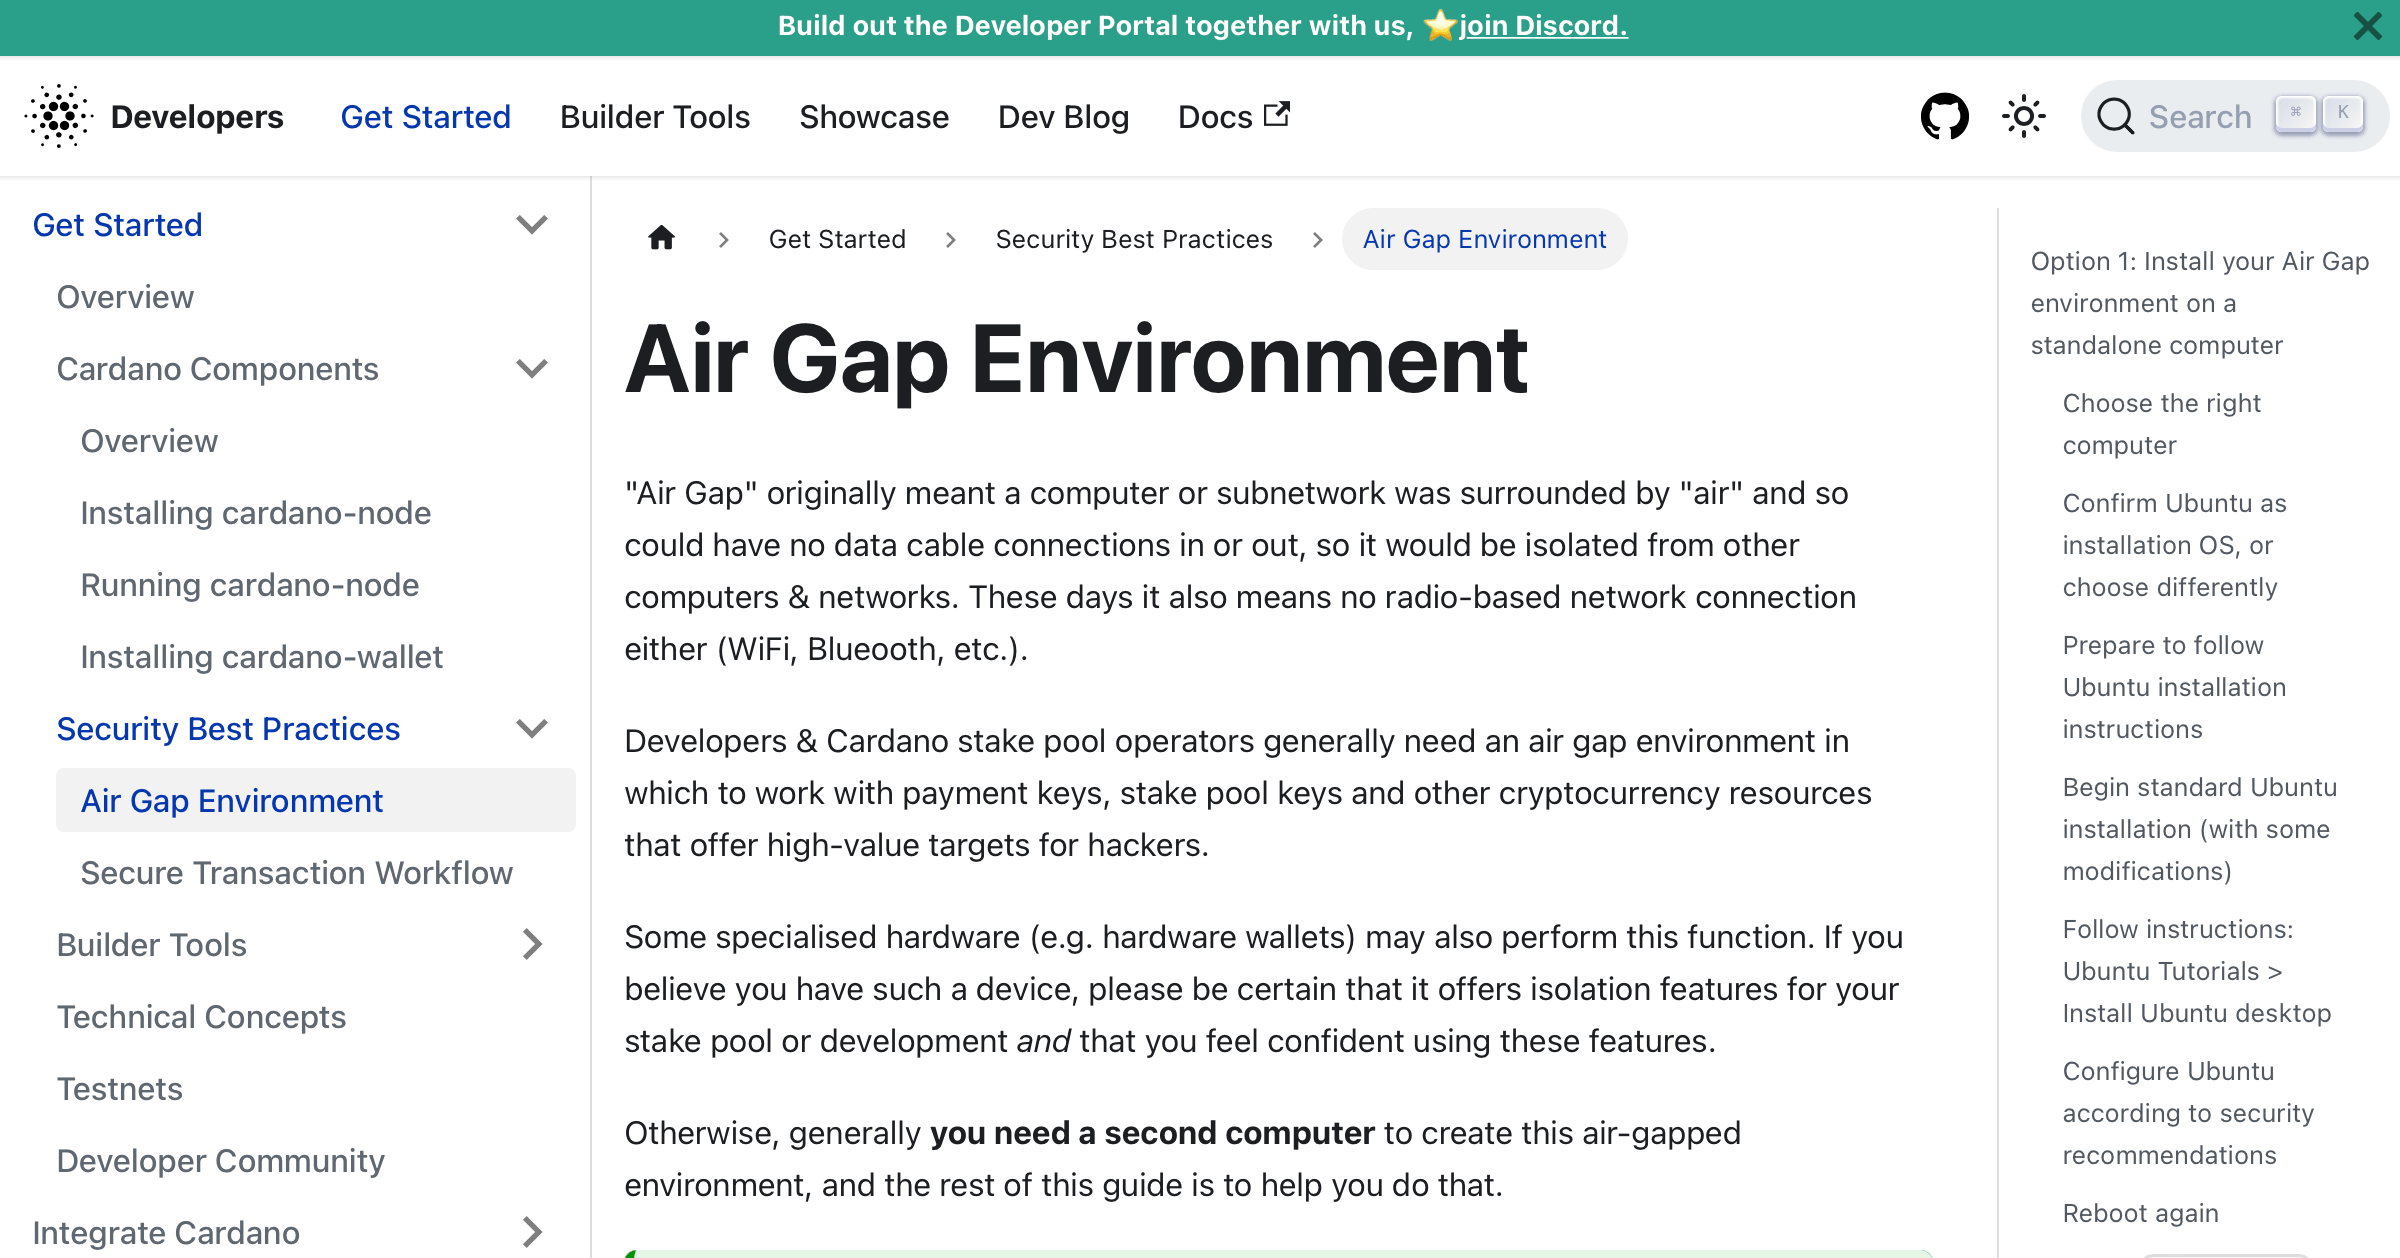 Build out the Developer Portal together with us, ⭐join Discord.
Developers Get Started Builder Tools Showcase Dev Blog Docs Search ⌘ K
Get Started
Overview
Cardano Components
Overview
Installing cardano-node
Running cardano-node
Installing cardano-wallet
Security Best Practices
Air Gap Environment
Secure Transaction Workflow
Builder Tools
Technical Concepts
Testnets
Developer Community
Integrate Cardano
Get Started > Security Best Practices > Air Gap Environment
Air Gap Environment
"Air Gap" originally meant a computer or subnetwork was surrounded by "air" and so
could have no data cable connections in or out, so it would be isolated from other
computers & networks. These days it also means no radio-based network connection
either (WiFi, Blueooth, etc.).
Developers & Cardano stake pool operators generally need an air gap environment in
which to work with payment keys, stake pool keys and other cryptocurrency resources
that offer high-value targets for hackers.
Some specialised hardware (e.g. hardware wallets) may also perform this function. If you
believe you have such a device, please be certain that it offers isolation features for your
stake pool or development and that you feel confident using these features.
Otherwise, generally you need a second computer to create this air-gapped
environment, and the rest of this guide is to help you do that.
Option 1: Install your Air Gap
environment on a
standalone computer
Choose the right
computer
Confirm Ubuntu as
installation OS, or
choose differently
Prepare to follow
Ubuntu installation
instructions
Begin standard Ubuntu
installation (with some
modifications)
Follow instructions:
Ubuntu Tutorials >
Install Ubuntu desktop
Configure Ubuntu
according to security
recommendations
Reboot again